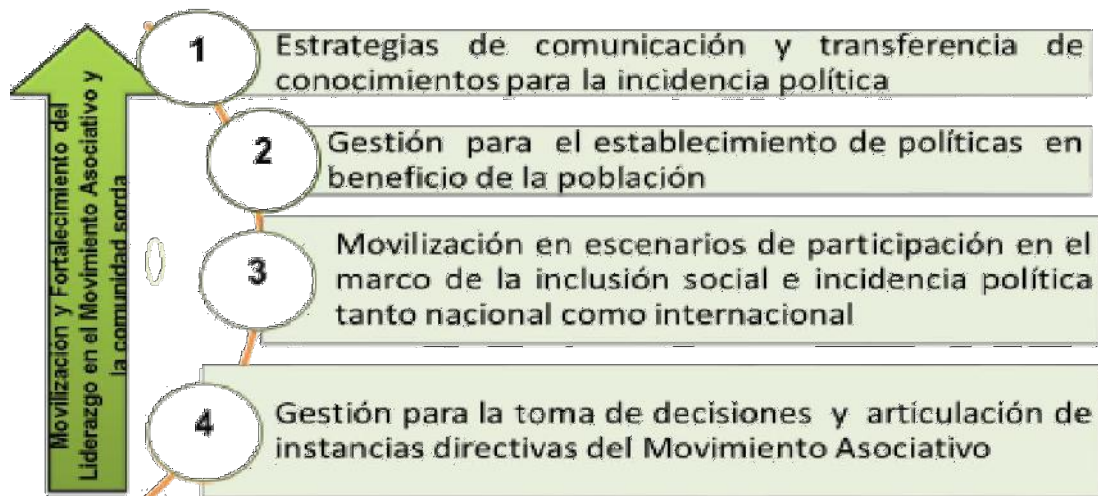 Movilización y Fortalecimiento del
Liderazgo en el Movimiento Asociativo y
la comunidad sorda
1
Estrategias de comunicación y transferencia de
conocimientos para la incidencia política
2
Gestión para el establecimiento de políticas en
beneficio de la población
3
Movilización en escenarios de participación en el
marco de la inclusión social e incidencia política
tanto nacional como internacional
4
Gestión para la toma de decisiones y articulación de
instancias directivas del Movimiento Asociativo